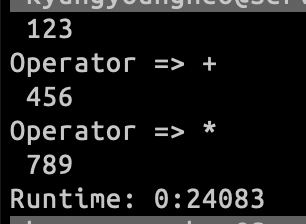 123
Operator => +
456
Operator => *
789
Runtime: 0:24083